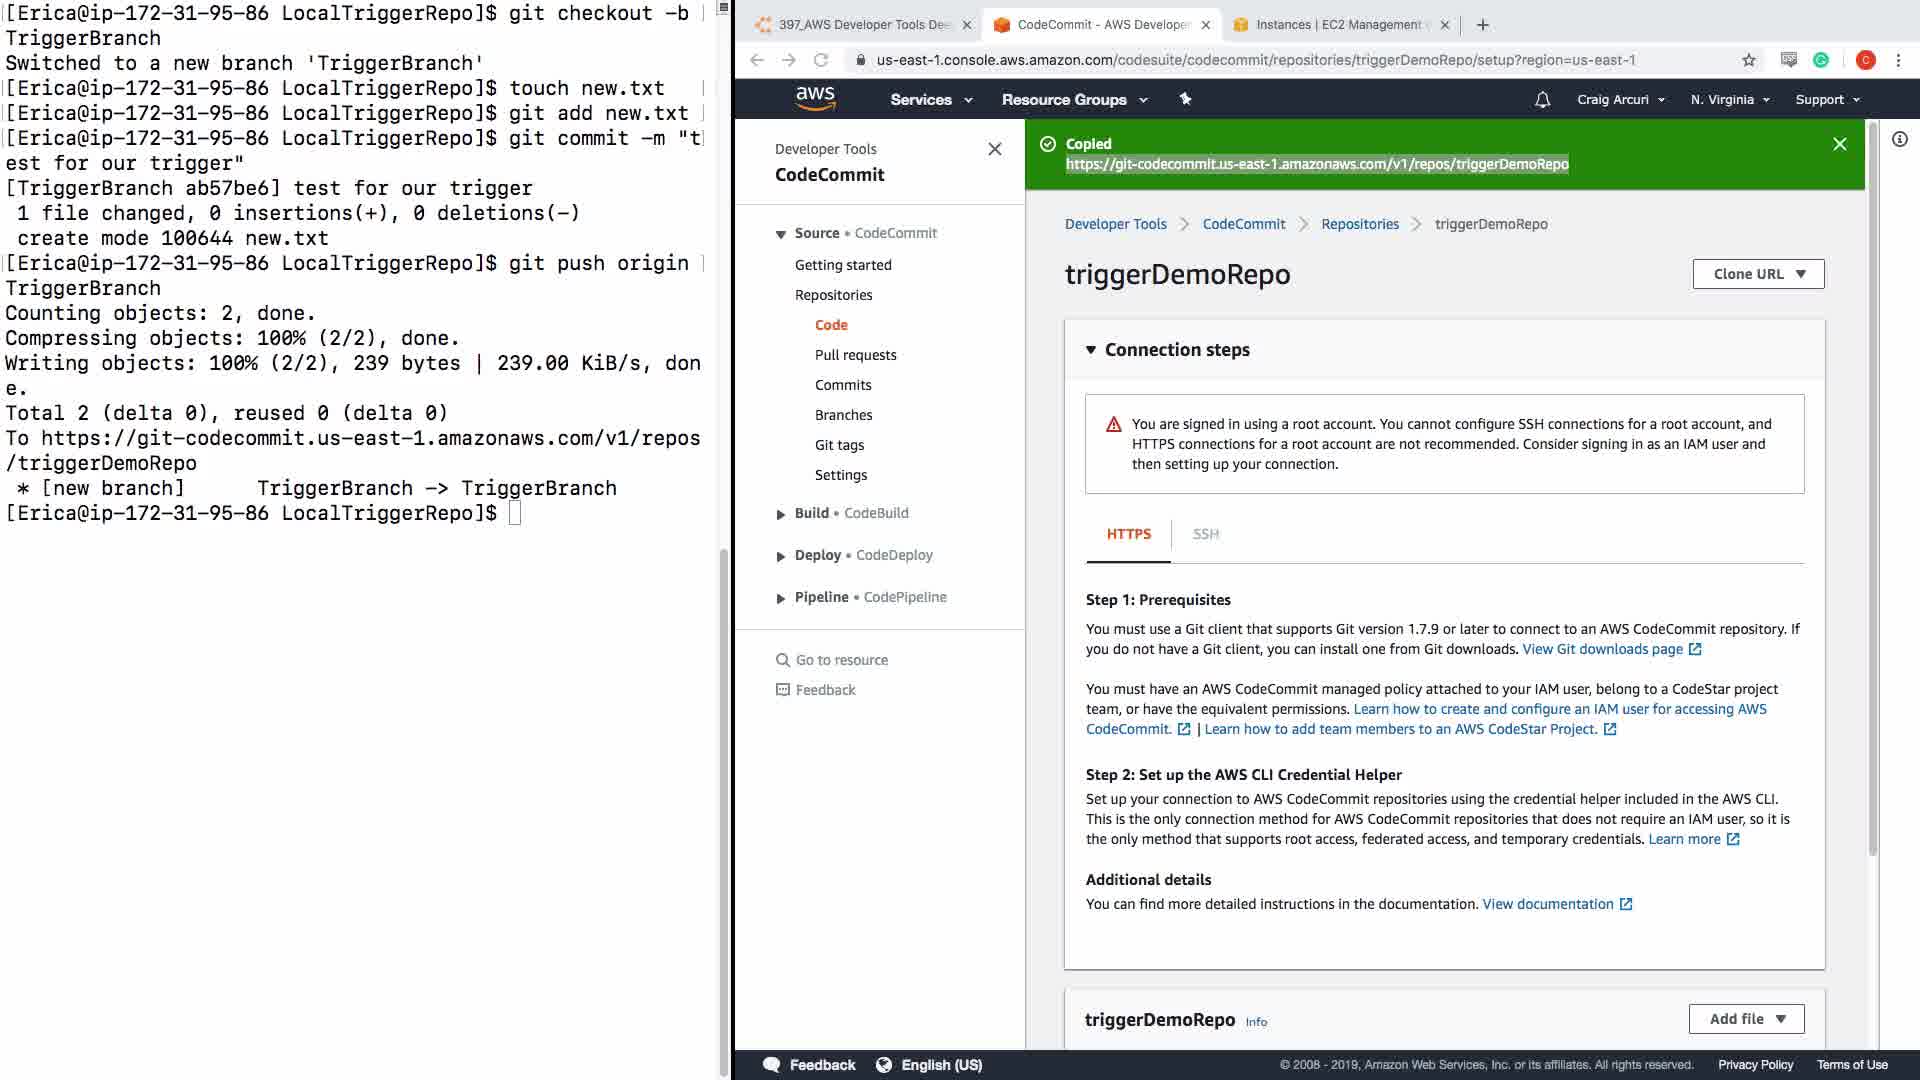 [Erica@ip-172-31-95-86 LocalTriggerRepo]$ git checkout -b ]
TriggerBranch
Switched to a new branch 'TriggerBranch'
[Erica@ip-172-31-95-86 LocalTriggerRepo]$ touch new.txt ]
[Erica@ip-172-31-95-86 LocalTriggerRepo]$ git add new.txt ]
[Erica@ip-172-31-95-86 LocalTriggerRepo]$ git commit -m "t]
est for our trigger"
[TriggerBranch ab57be6] test for our trigger
1 file changed, 0 insertions(+), 0 deletions(-)
create mode 100644 new.txt
[Erica@ip-172-31-95-86 LocalTriggerRepo]$ git push origin ]
TriggerBranch
Counting objects: 2, done.
Compressing objects: 100% (2/2), done.
Writing objects: 100% (2/2), 239 bytes | 239.00 KiB/s, don
e.
Total 2 (delta 0), reused 0 (delta 0)
To https://git-codecommit.us-east-1.amazonaws.com/v1/repos
/triggerDemoRepo
* [new branch] TriggerBranch -> TriggerBranch
[Erica@ip-172-31-95-86 LocalTriggerRepo]$
397_AWS Developer Tools Dee
CodeCommit - AWS Developer
Instances | EC2 Management
us-east-1.console.aws.amazon.com/codesuite/codecommit/repositories/triggerDemoRepo/setup?region=us-east-1
C
aws
Services
Resource Groups
Craig Arcuri
N. Virginia
Support
Developer Tools
CodeCommit
Source • CodeCommit
Getting started
Repositories
Code
Pull requests
Commits
Branches
Git tags
Settings
Build • CodeBuild
Deploy • CodeDeploy
Pipeline • CodePipeline
Go to resource
Feedback
Copied
https://git-codecommit.us-east-1.amazonaws.com/v1/repos/triggerDemoRepo
Developer Tools > CodeCommit > Repositories > triggerDemoRepo
triggerDemoRepo
Clone URL
Connection steps
You are signed in using a root account. You cannot configure SSH connections for a root account, and
HTTPS connections for a root account are not recommended. Consider signing in as an IAM user and
then setting up your connection.
HTTPS
SSH
Step 1: Prerequisites
You must use a Git client that supports Git version 1.7.9 or later to connect to an AWS CodeCommit repository. If
you do not have a Git client, you can install one from Git downloads. View Git downloads page
You must have an AWS CodeCommit managed policy attached to your IAM user, belong to a CodeStar project
team, or have the equivalent permissions. Learn how to create and configure an IAM user for accessing AWS
CodeCommit. | Learn how to add team members to an AWS CodeStar Project.
Step 2: Set up the AWS CLI Credential Helper
Set up your connection to AWS CodeCommit repositories using the credential helper included in the AWS CLI.
This is the only connection method for AWS CodeCommit repositories that does not require an IAM user, so it is
the only method that supports root access, federated access, and temporary credentials. Learn more
Additional details
You can find more detailed instructions in the documentation. View documentation
triggerDemoRepo Info
Add file
Feedback
English (US)
© 2008 - 2019, Amazon Web Services, Inc. or its affiliates. All rights reserved.
Privacy Policy
Terms of Use